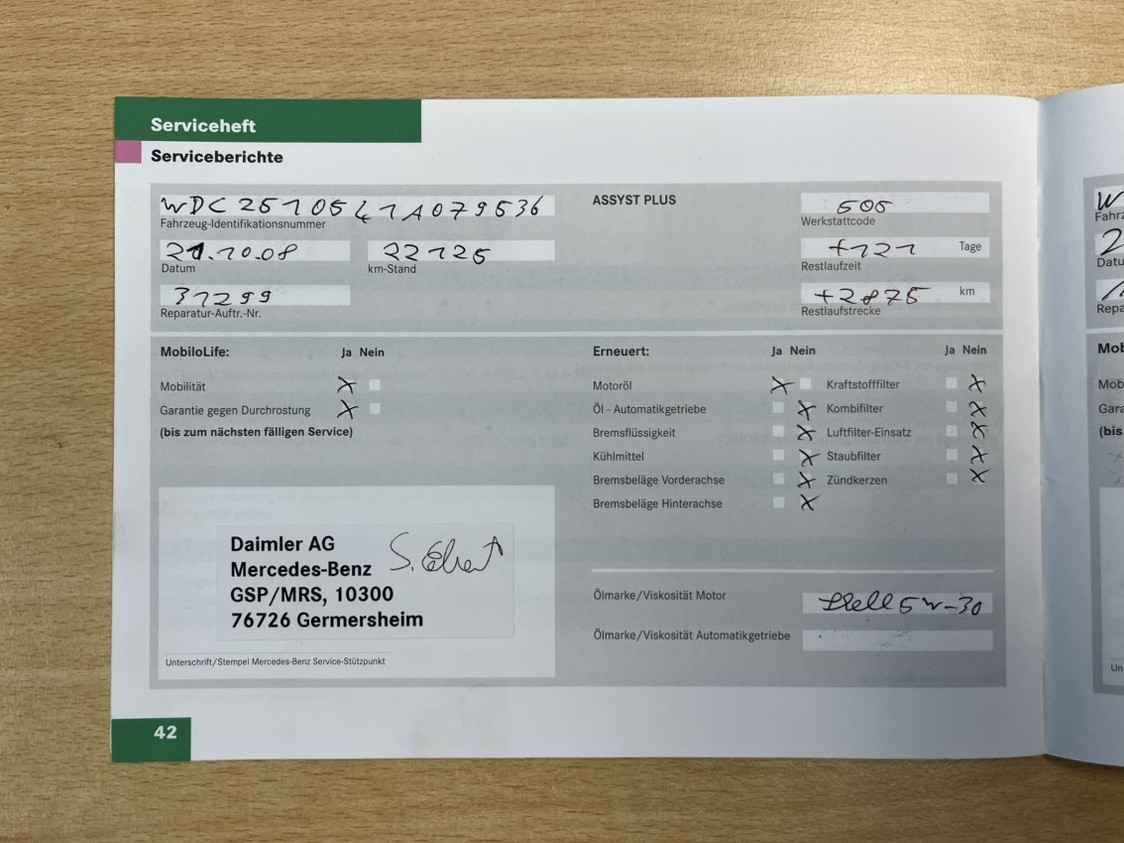 Serviceheft
Serviceberichte
WDC2510541A079536
Fahrzeug-Identifikationsnummer
21.10.08
Datum
22125
km-Stand
31299
Reparatur-Auftr.-Nr.
ASSYST PLUS
505
Werkstattcode
+121 Tage
Restlaufzeit
+2875 km
Restlaufstrecke
MobiloLife: Ja Nein
Mobilität
Garantie gegen Durchrostung
(bis zum nächsten fälligen Service)
Daimler AG
Mercedes-Benz
GSP/MRS, 10300
76726 Germersheim
Unterschrift/Stempel Mercedes-Benz Service-Stützpunkt
Erneuert: Ja Nein Ja Nein
Motoröl Kraftstofffilter
Öl - Automatikgetriebe Kombifilter
Bremsflüssigkeit Luftfilter-Einsatz
Kühlmittel Staubfilter
Bremsbeläge Vorderachse Zündkerzen
Bremsbeläge Hinterachse
Ölmarke/Viskosität Motor Shell 5w-30
Ölmarke/Viskosität Automatikgetriebe
42